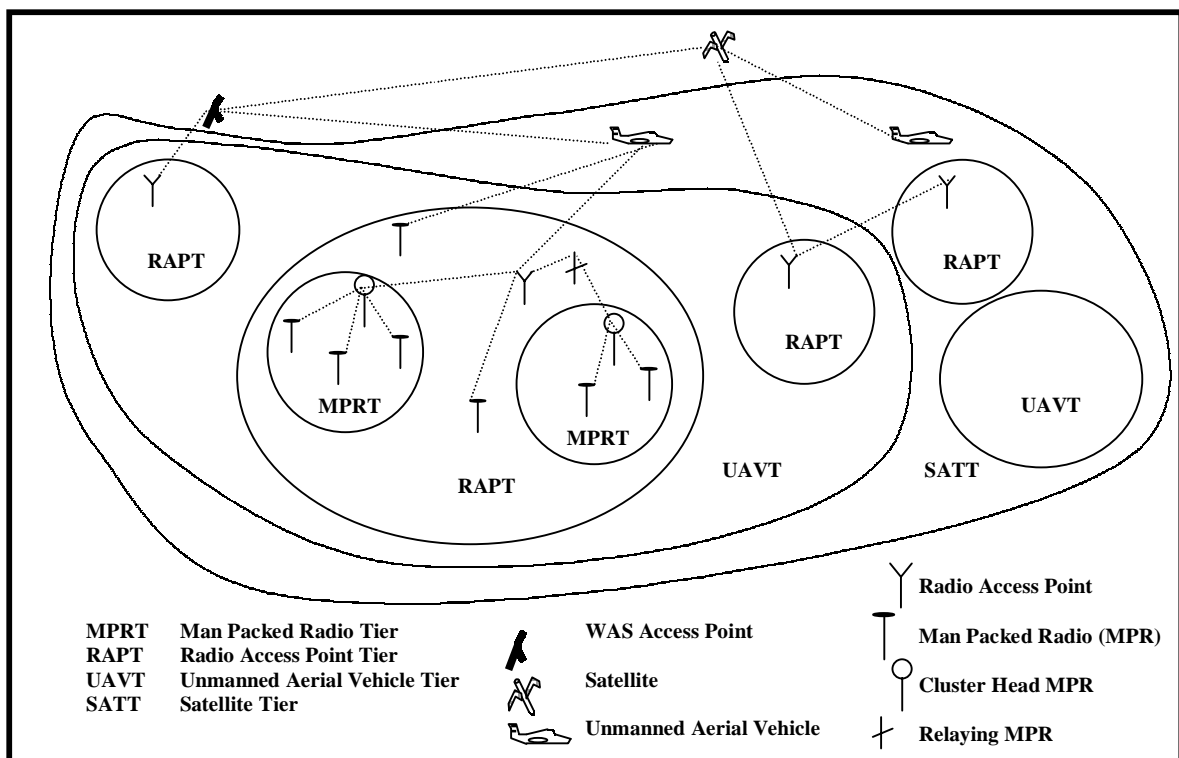 RAPT
RAPT
RAPT
MPRT
UAVT
MPRT
UAVT
SATT
RAPT
Radio Access Point
MPRT Man Packed Radio Tier
WAS Access Point
Man Packed Radio (MPR)
RAPT Radio Access Point Tier
UAVT Unmanned Aerial Vehicle Tier
Satellite
Cluster Head MPR
SATT Satellite Tier
Unmanned Aerial Vehicle
Relaying MPR